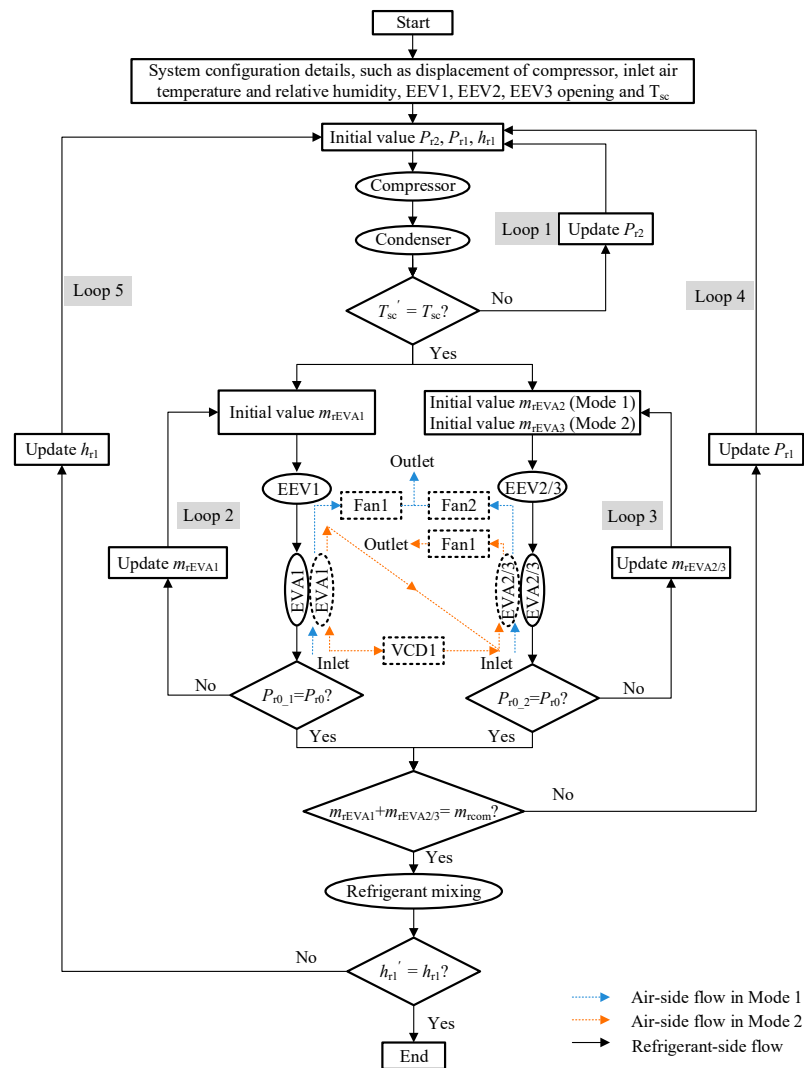 Start
System configuration details, such as displacement of compressor, inlet air
temperature and relative humidity, EEV1, EEV2, EEV3 opening and Tsc
Initial value Pr2, Pr1, hr1
Compressor
Loop 1
Update Pr2
Condenser
Loop 5
Loop 4
No
Tsc' = Tsc?
Yes
Initial value mrEVA1
Initial value mrEVA2 (Mode 1)
Initial value mrEVA3 (Mode 2)
Update hr1
Update Pr1
Outlet
EEV1
Fan1
Fan2
EEV2/3
Loop 2
Loop 3
Outlet
Fan1
Update mrEVA1
EVA1
EVA1
EVA2/3
EVA2/3
Update mrEVA2/3
VCD1
Inlet
Inlet
No
Pr0_1=Pr0?
Pr0_2=Pr0?
No
Yes
Yes
mrEVA1+mrEVA2/3= mrcom?
No
Yes
Refrigerant mixing
No
hr1' = hr1?
Yes
End
Air-side flow in Mode 1
Air-side flow in Mode 2
Refrigerant-side flow